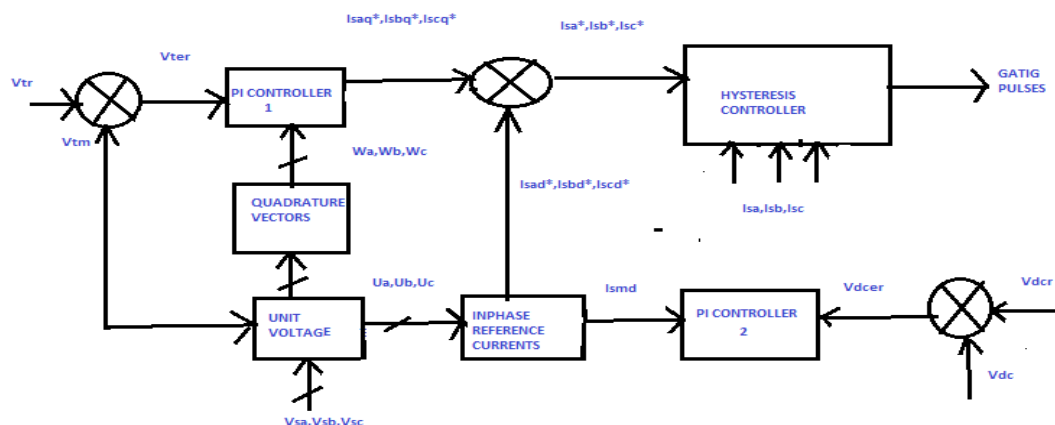 Isaq*,Isbq*,Iscq*
Isa*,Isb*,Isc*
Vter
Vtr
PI CONTROLLER
1
HYSTERESIS
CONTROLLER
GATIG
PULSES
Vtm
Wa,Wb,Wc
Isad*,Isbd*,Iscd*
QUADRATURE
VECTORS
Isa,Isb,Isc
Ua,Ub,Uc
Ismd
Vdcer
Vdcr
UNIT
VOLTAGE
INPHASE
REFERENCE
CURRENTS
PI CONTROLLER
2
Vdc
Vsa,Vsb,Vsc